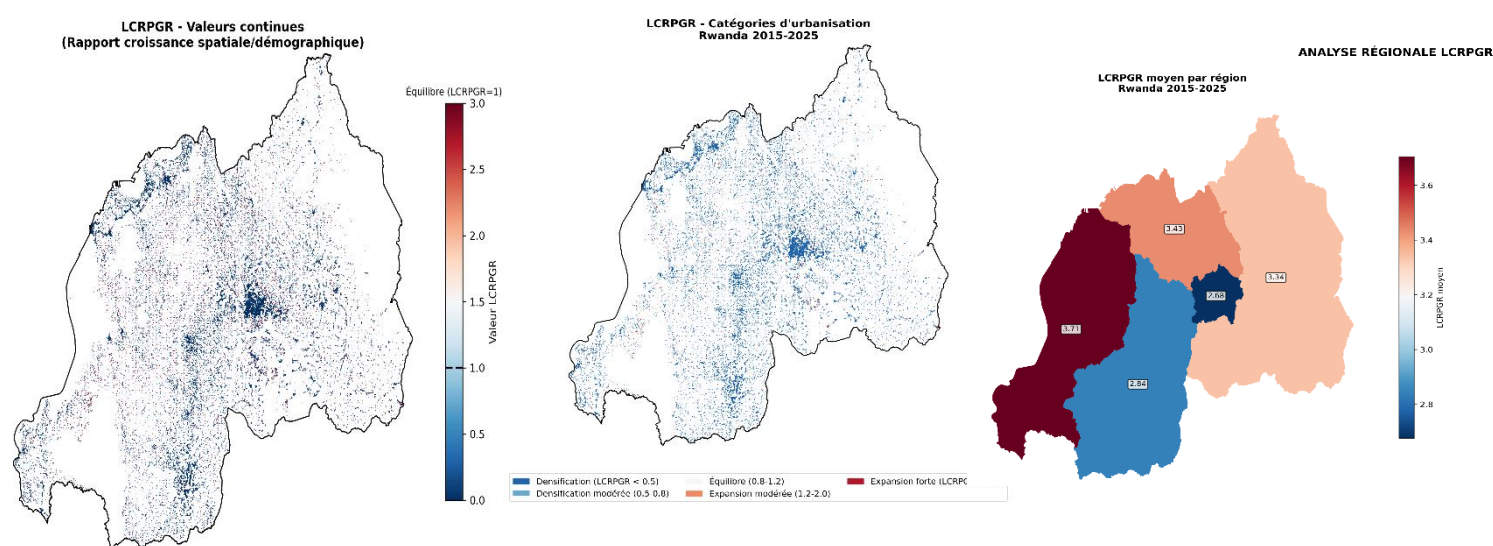 LCRPGR - Valeurs continues
(Rapport croissance spatiale/démographique)
Équilibre (LCRPGR=1)
3.0
2.5
2.0
1.5
1.0
0.5
0.0
Valeur LCRPGR
LCRPGR - Catégories d'urbanisation
Rwanda 2015-2025
Densification (LCRPGR < 0.5)
Densification modérée (0.5-0.8)
Équilibre (0.8-1.2)
Expansion modérée (1.2-2.0)
Expansion forte (LCRPG
ANALYSE RÉGIONALE LCRPGR
LCRPGR moyen par région
Rwanda 2015-2025
3.43
3.34
2.68
3.71
2.84
3.6
3.4
3.2
3.0
2.8
LCRPGR moyen